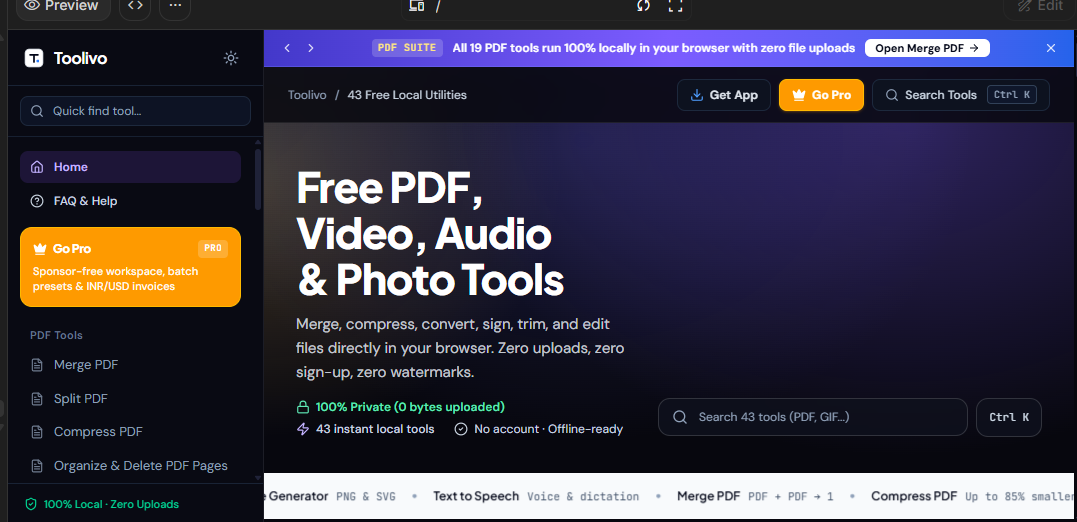 Preview
/
Edit
T.
Toolivo
Quick find tool...
Home
FAQ & Help
Go Pro
PRO
Sponsor-free workspace, batch
presets & INR/USD invoices
PDF Tools
Merge PDF
Split PDF
Compress PDF
Organize & Delete PDF Pages
100% Local · Zero Uploads
PDF SUITE
All 19 PDF tools run 100% locally in your browser with zero file uploads
Open Merge PDF →
Toolivo / 43 Free Local Utilities
Get App
Go Pro
Search Tools
Ctrl K
Free PDF,
Video, Audio
& Photo Tools
Merge, compress, convert, sign, trim, and edit
files directly in your browser. Zero uploads, zero
sign-up, zero watermarks.
100% Private (0 bytes uploaded)
43 instant local tools
No account · Offline-ready
Search 43 tools (PDF, GIF...)
Ctrl K
e Generator PNG & SVG • Text to Speech Voice & dictation • Merge PDF PDF + PDF → 1 • Compress PDF Up to 85% smaller